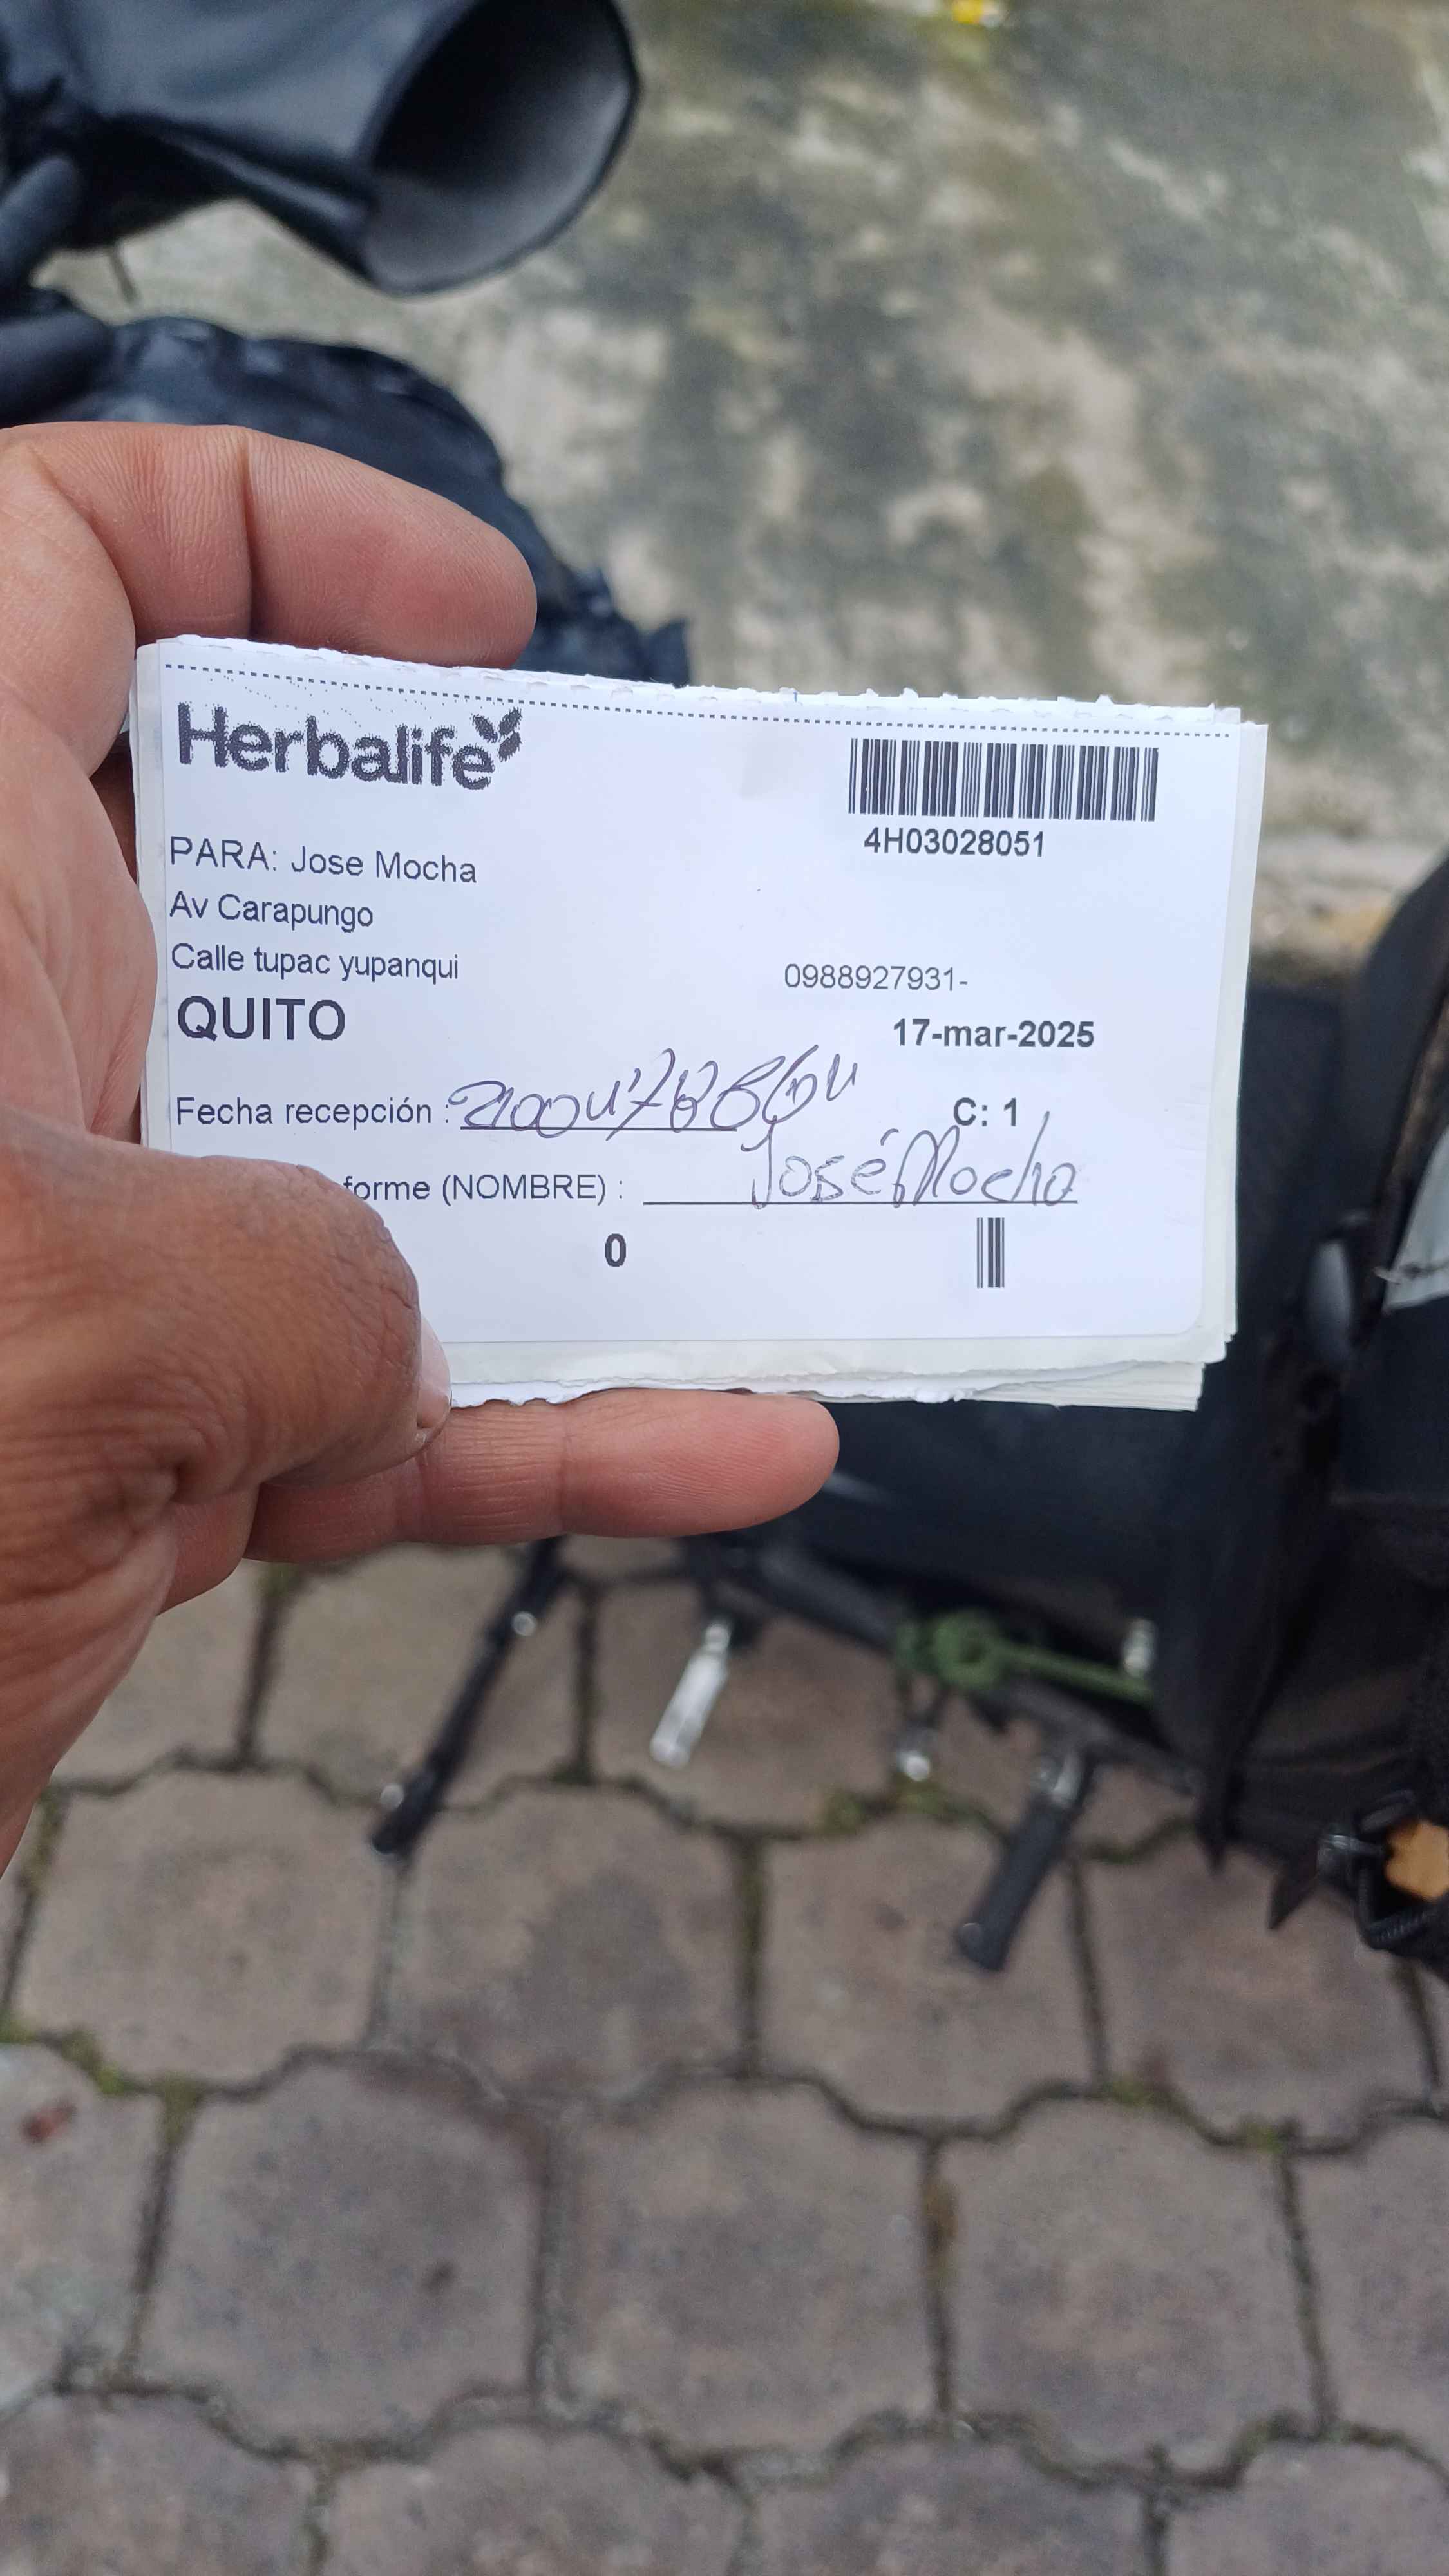 Herbalife
4H03028051
PARA: Jose Mocha
Av Carapungo
Calle tupac yupanqui
0988927931-
QUITO
17-mar-2025
Fecha recepción :
C: 1
forme (NOMBRE) : José Mocha
0